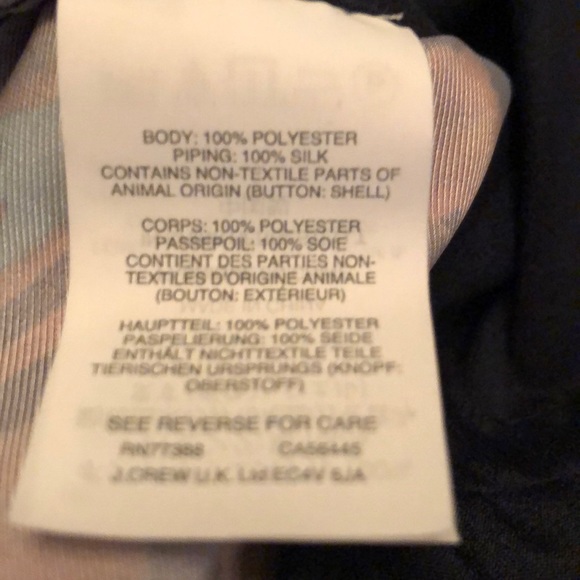 BODY: 100% POLYESTER
PIPING: 100% SILK
CONTAINS NON-TEXTILE PARTS OF
ANIMAL ORIGIN (BUTTON: SHELL)
CORPS: 100% POLYESTER
PASSEPOIL: 100% SOIE
CONTIENT DES PARTIES NON-
TEXTILES D'ORIGINE ANIMALE
(BOUTON: EXTÉRIEUR)
HAUPTTEIL: 100% POLYESTER
PASPELIERUNG: 100% SEIDE
ENTHÄLT NICHTTEXTILE TEILE
TIERISCHEN URSPRUNGS (KNOPF:
OBERSTOFF)
SEE REVERSE FOR CARE
RN77388 CA56445
J.CREW U.K. Ltd.EC4V 6JA